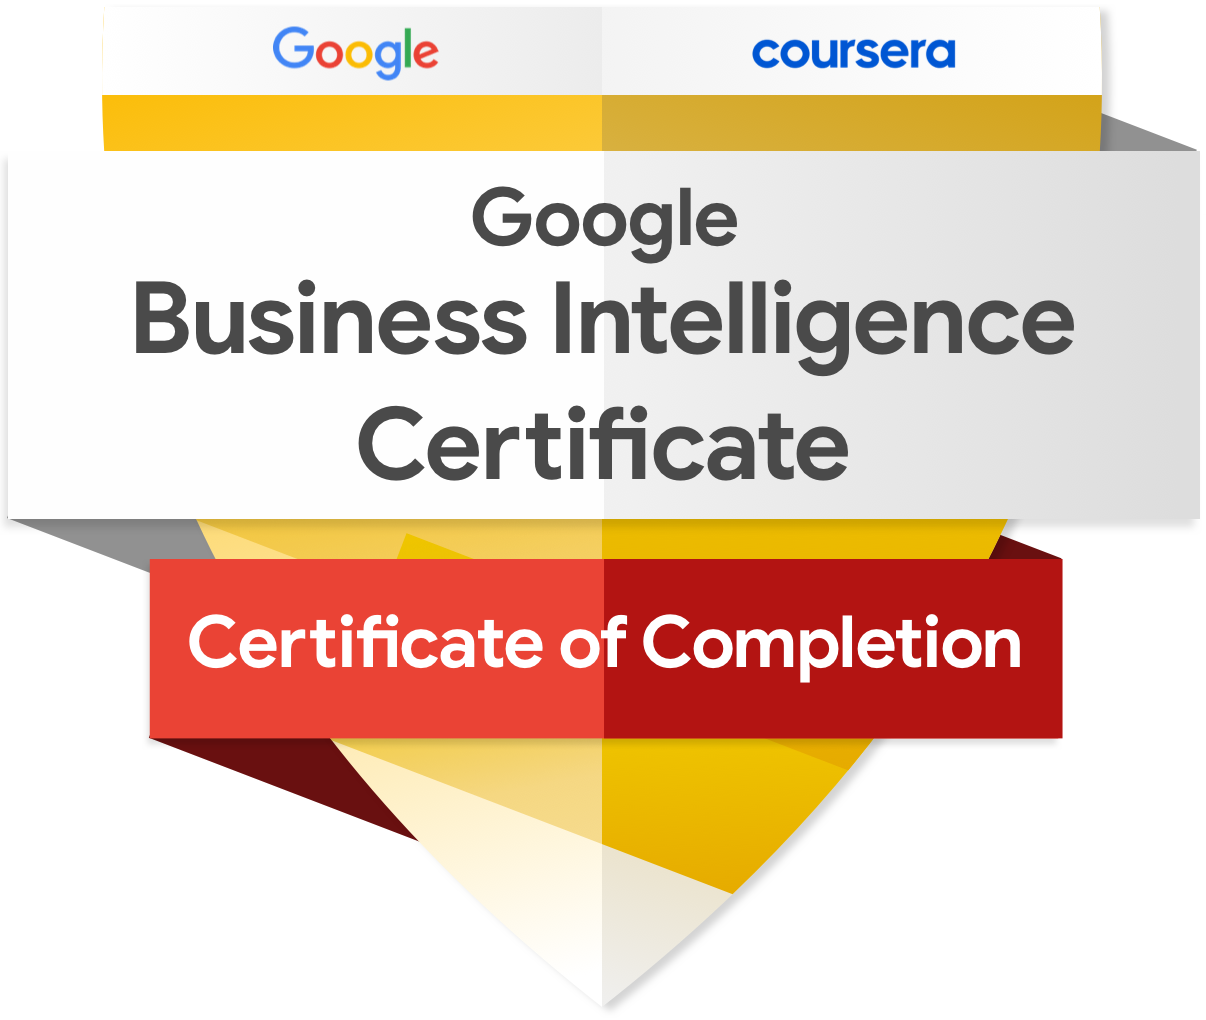 Google coursera
Google
Business Intelligence
Certificate
Certificate of Completion